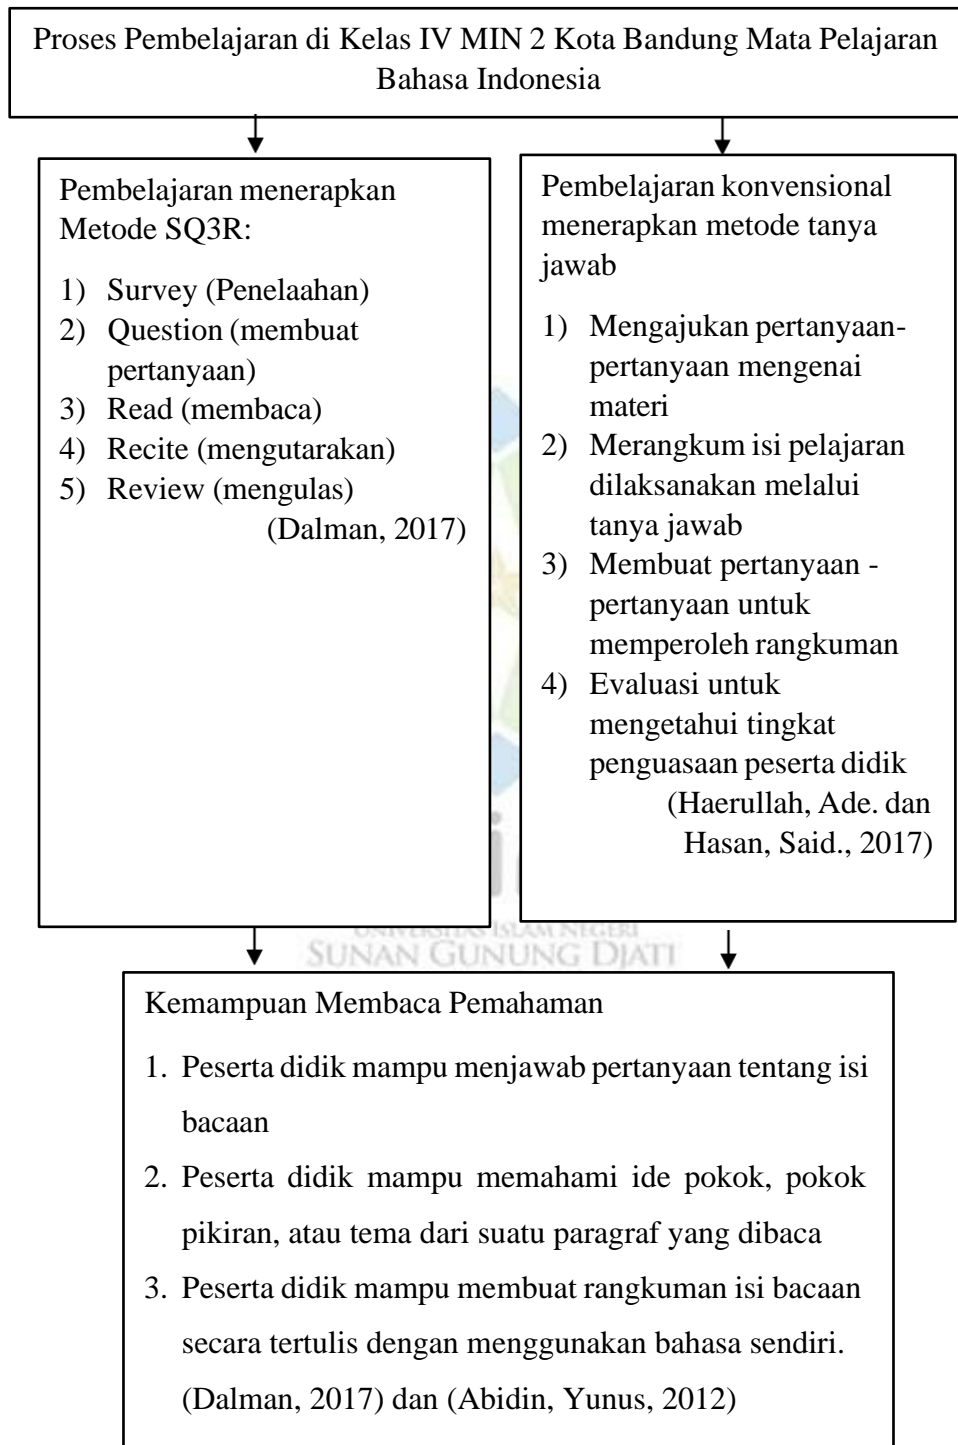 Proses Pembelajaran di Kelas IV MIN 2 Kota Bandung Mata Pelajaran
Bahasa Indonesia
Pembelajaran menerapkan
Metode SQ3R:
1) Survey (Penelaahan)
2) Question (membuat
pertanyaan)
3) Read (membaca)
4) Recite (mengutarakan)
5) Review (mengulas)
(Dalman, 2017)
Pembelajaran konvensional
menerapkan metode tanya
jawab
1) Mengajukan pertanyaan-
pertanyaan mengenai
materi
2) Merangkum isi pelajaran
dilaksanakan melalui
tanya jawab
3) Membuat pertanyaan -
pertanyaan untuk
memperoleh rangkuman
4) Evaluasi untuk
mengetahui tingkat
penguasaan peserta didik
(Haerullah, Ade. dan
Hasan, Said., 2017)
UNIVERSITAS ISLAM NEGERI
SUNAN GUNUNG DJATI
Kemampuan Membaca Pemahaman
1. Peserta didik mampu menjawab pertanyaan tentang isi
bacaan
2. Peserta didik mampu memahami ide pokok, pokok
pikiran, atau tema dari suatu paragraf yang dibaca
3. Peserta didik mampu membuat rangkuman isi bacaan
secara tertulis dengan menggunakan bahasa sendiri.
(Dalman, 2017) dan (Abidin, Yunus, 2012)